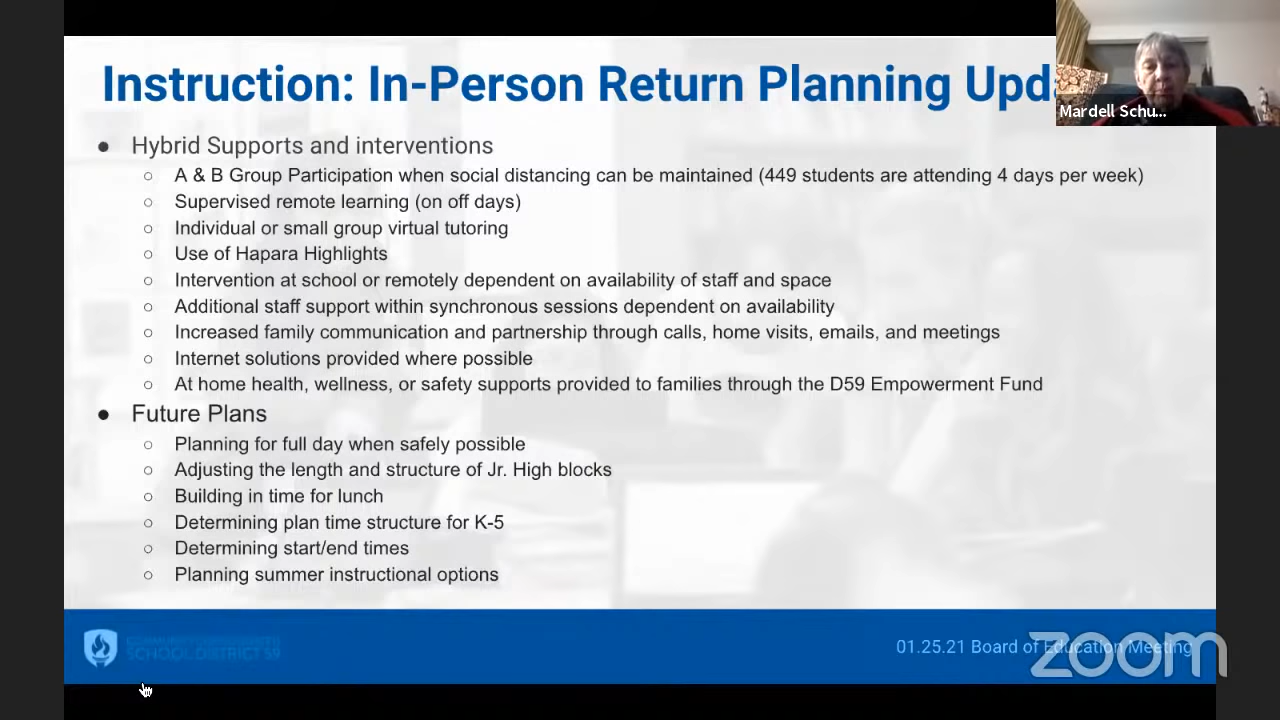 Instruction: In-Person Return Planning Upda
Mardell Schu...
● Hybrid Supports and interventions
○ A & B Group Participation when social distancing can be maintained (449 students are attending 4 days per week)
○ Supervised remote learning (on off days)
○ Individual or small group virtual tutoring
○ Use of Hapara Highlights
○ Intervention at school or remotely dependent on availability of staff and space
○ Additional staff support within synchronous sessions dependent on availability
○ Increased family communication and partnership through calls, home visits, emails, and meetings
○ Internet solutions provided where possible
○ At home health, wellness, or safety supports provided to families through the D59 Empowerment Fund
● Future Plans
○ Planning for full day when safely possible
○ Adjusting the length and structure of Jr. High blocks
○ Building in time for lunch
○ Determining plan time structure for K-5
○ Determining start/end times
○ Planning summer instructional options
COMMUNITY CONSOLIDATED
SCHOOL DISTRICT 59
01.25.21 Board of Education Meeting
zoom